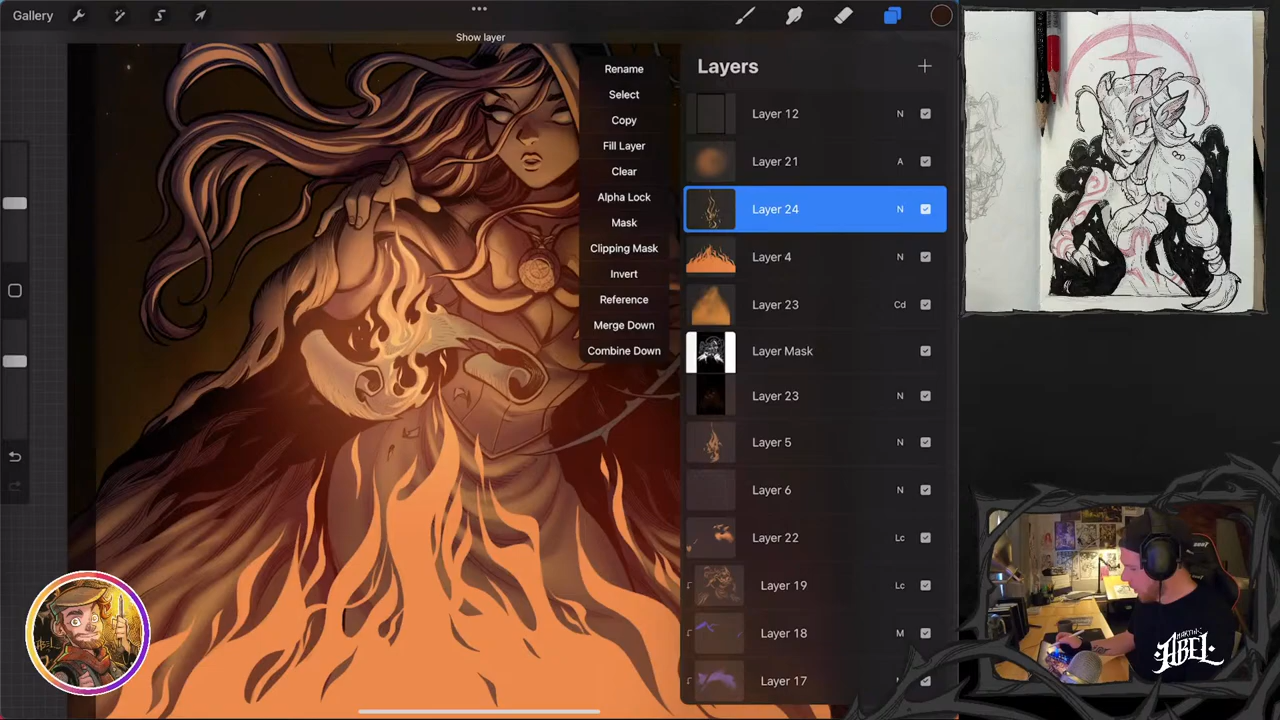 Gallery
Show layer
Rename
Select
Copy
Fill Layer
Clear
Alpha Lock
Mask
Clipping Mask
Invert
Reference
Merge Down
Combine Down
Layers
Layer 12 N
Layer 21 A
Layer 24 N
Layer 4 N
Layer 23 Cd
Layer Mask
Layer 23 N
Layer 5 N
Layer 6 N
Layer 22 Lc
Layer 19 Lc
Layer 18 M
Layer 17
MARTIN
ABEL